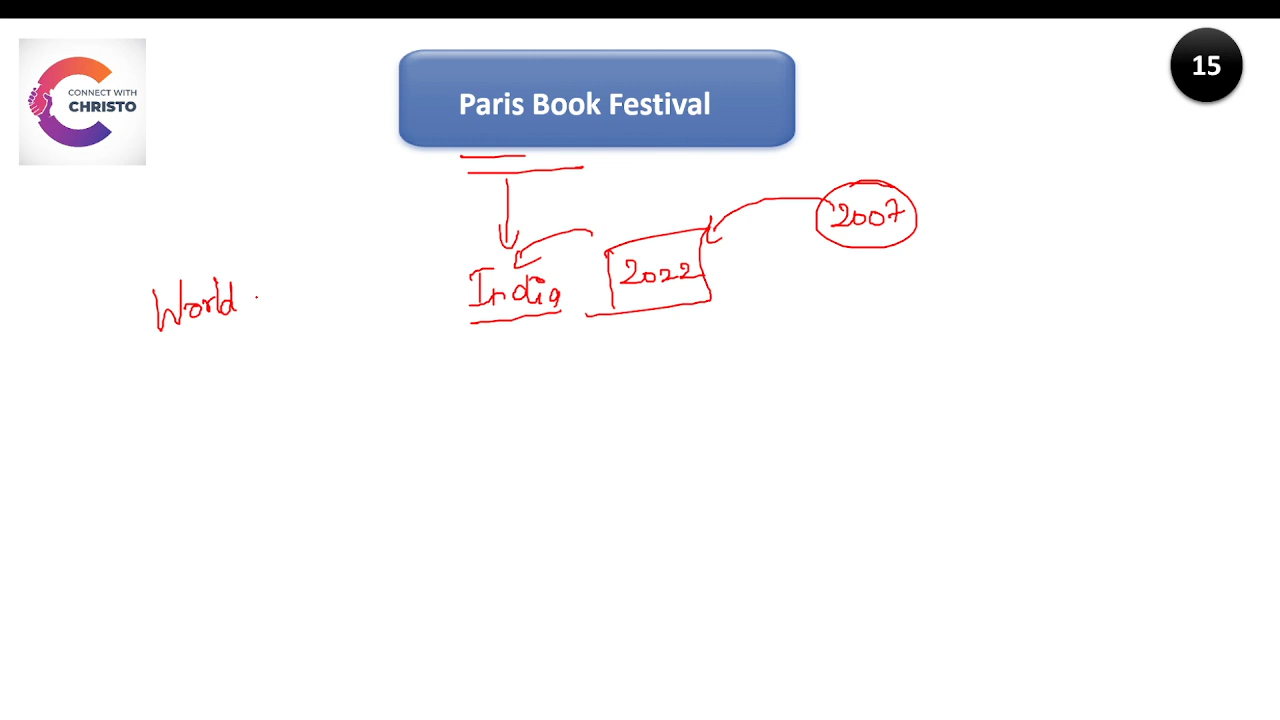 CONNECT WITH
CHRISTO
Paris Book Festival
15
2007
India 2022
World